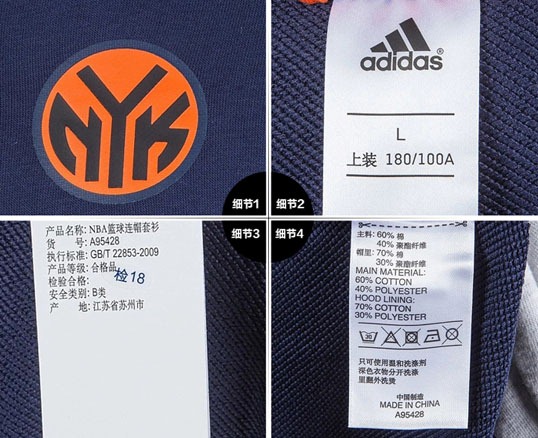 NYK
adidas®
L
上装 180/100A
细节1
细节2
细节3
细节4
产品名称: NBA篮球连帽套衫
货 号: A95428
执行标准: GB/T 22853-2009
产品等级: 合格品
检验合格: 检18
安全类别: B类
产 地: 江苏省苏州市
主料: 60% 棉
40% 聚酯纤维
帽里: 70% 棉
30% 聚酯纤维
MAIN MATERIAL:
60% COTTON
40% POLYESTER
HOOD LINING:
70% COTTON
30% POLYESTER
只可使用温和洗涤剂
深色衣物分开洗涤
里翻外洗烫
中国制造
MADE IN CHINA
A95428